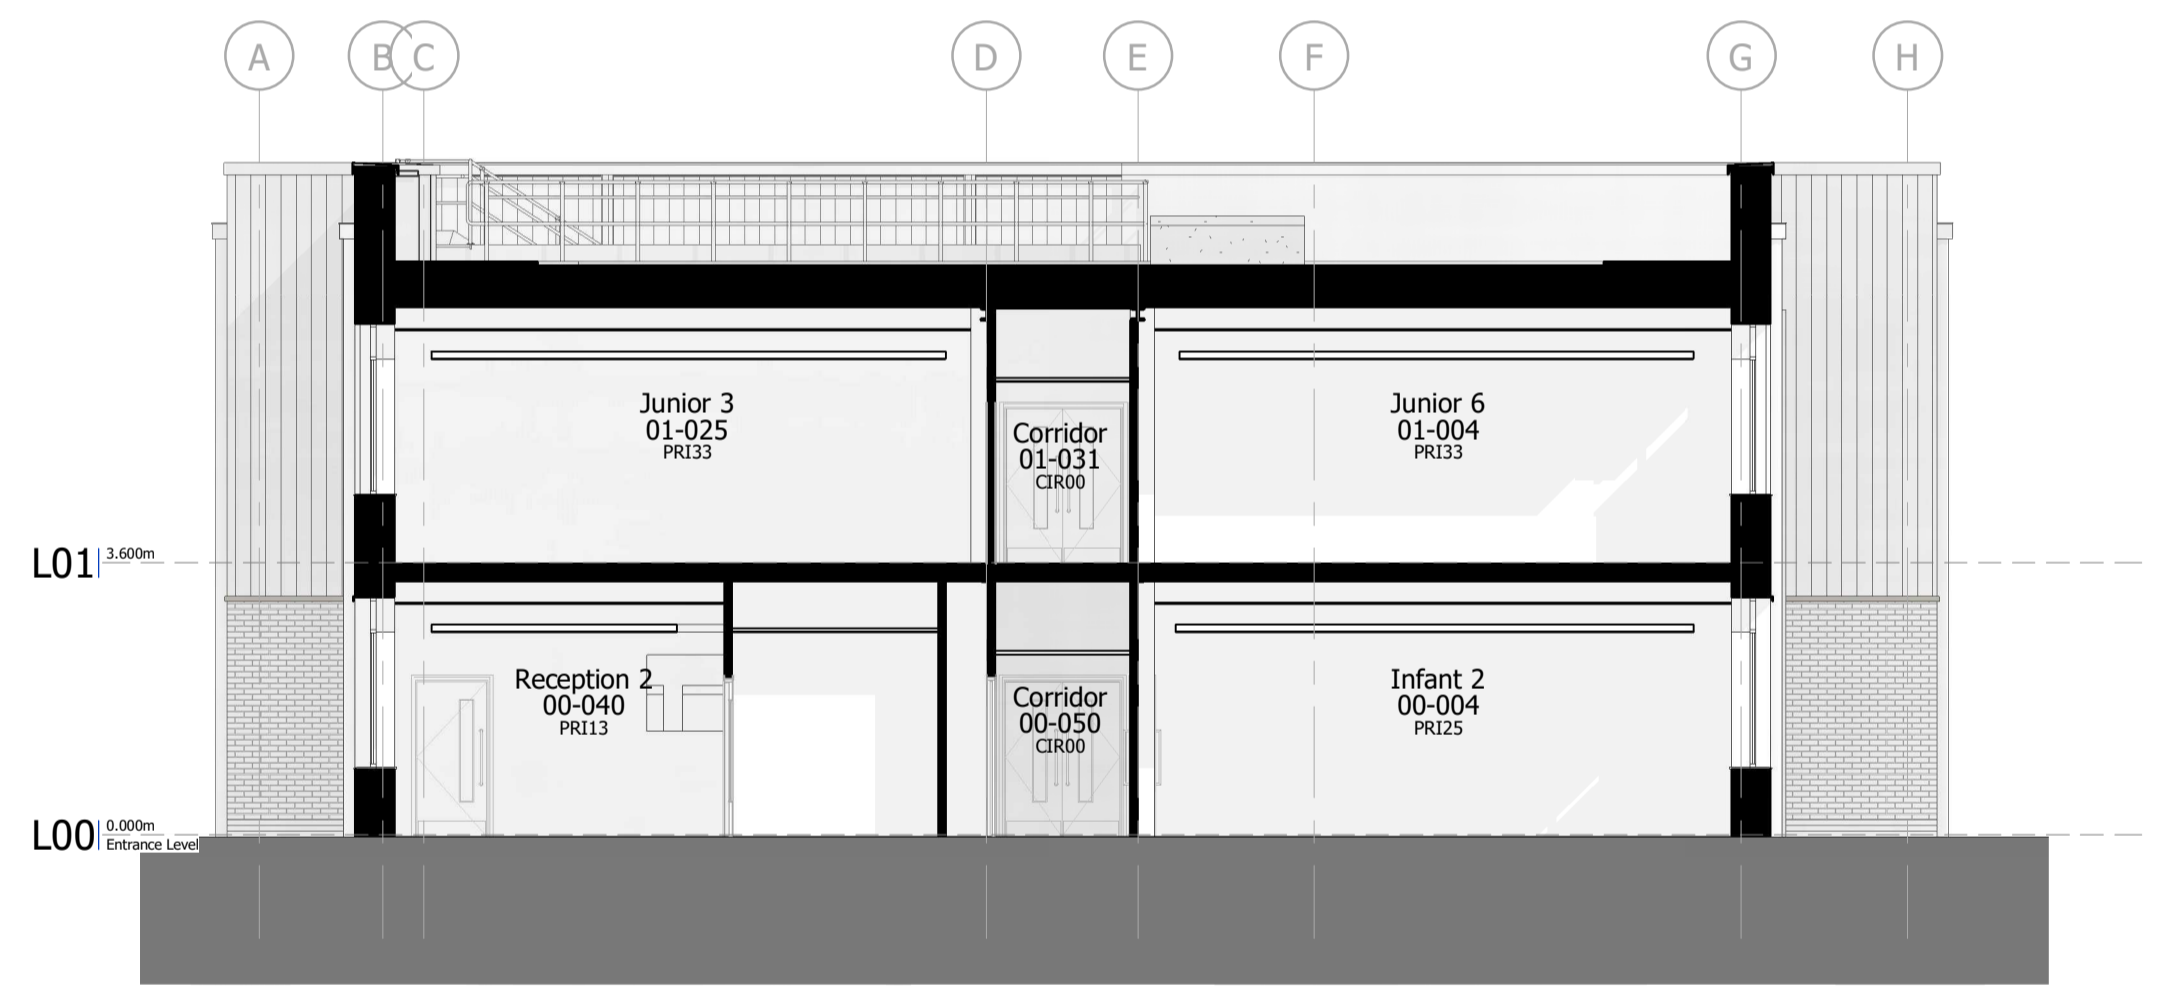 A B C D E F G H
Junior 3
01-025
PRI33
Corridor
01-031
CIR00
Junior 6
01-004
PRI33
L01 3.600m
Reception 2
00-040
PRI13
Corridor
00-050
CIR00
Infant 2
00-004
PRI25
L00 0.000m
Entrance Level